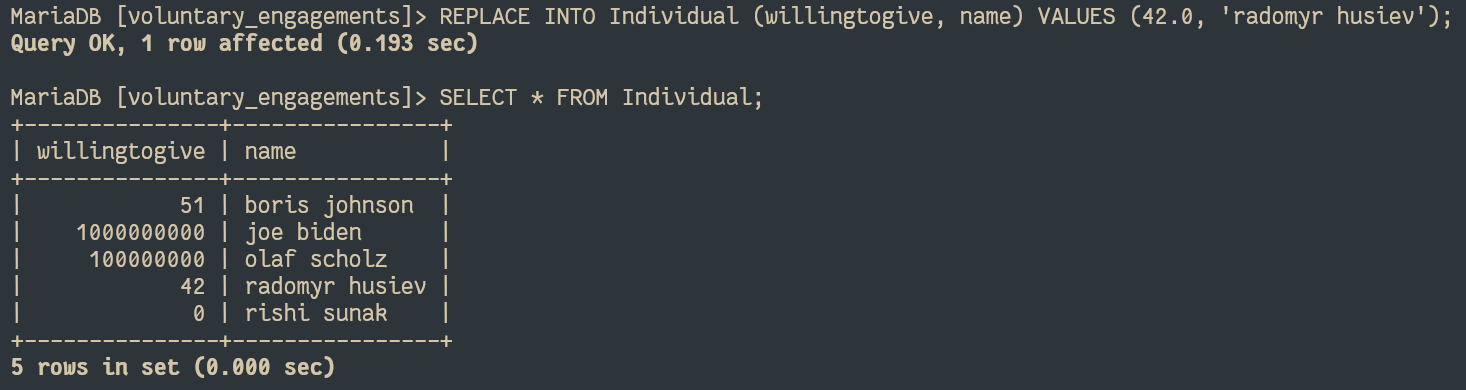 MariaDB [voluntary_engagements]> REPLACE INTO Individual (willingtogive, name) VALUES (42.0, 'radomyr husiev');
Query OK, 1 row affected (0.193 sec)

MariaDB [voluntary_engagements]> SELECT * FROM Individual;
+---------------+----------------+
| willingtogive | name           |
+---------------+----------------+
|            51 | boris johnson  |
|    1000000000 | joe biden      |
|     100000000 | olaf scholz    |
|            42 | radomyr husiev |
|             0 | rishi sunak    |
+---------------+----------------+
5 rows in set (0.000 sec)